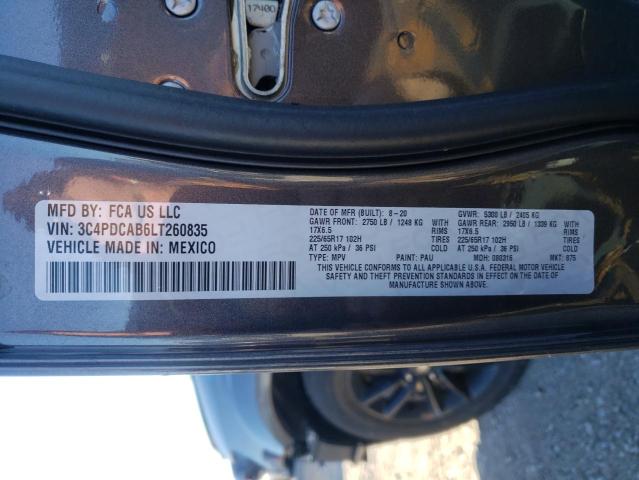 17400
MFD BY: FCA US LLC
VIN: 3C4PDCAB6LT260835
VEHICLE MADE IN: MEXICO
DATE OF MFR (BUILT): 8-20 GVWR: 5300 LB / 2405 KG
GAWR FRONT: 2750 LB / 1248 KG WITH GAWR REAR: 2950 LB / 1339 KG WITH
17X6.5 RIMS 17X6.5 RIMS
225/65R17 102H TIRES 225/65R17 102H TIRES
AT 250 kPa / 36 PSI COLD AT 250 kPa / 36 PSI COLD
TYPE: MPV PAINT: PAU MDH: 080316 MKT: 875
THIS VEHICLE CONFORMS TO ALL APPLICABLE U.S.A. FEDERAL MOTOR VEHICLE
SAFETY AND THEFT PREVENTION STANDARDS IN EFFECT ON THE DATE OF
MANUFACTURE SHOWN ABOVE.